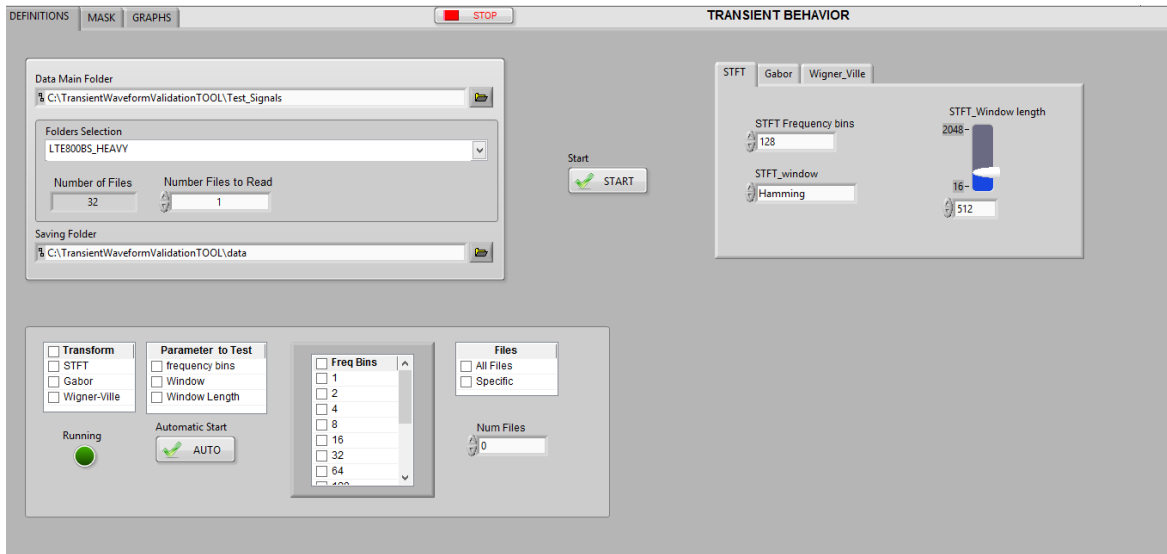 DEFINITIONS MASK GRAPHS STOP TRANSIENT BEHAVIOR
Data Main Folder
C:\TransientWaveformValidationTOOL\Test_Signals
Folders Selection
LTE800BS_HEAVY
Number of Files Number Files to Read
32 1
Saving Folder
C:\TransientWaveformValidationTOOL\data
Start
START
STFT Gabor Wigner_Ville
STFT Frequency bins
128
STFT_window
Hamming
STFT_Window length
2048
16
512
Transform
STFT
Gabor
Wigner-Ville
Running
Parameter to Test
frequency bins
Window
Window Length
Automatic Start
AUTO
Freq Bins
1
2
4
8
16
32
64
Files
All Files
Specific
Num Files
0